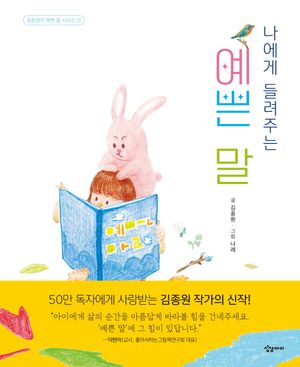 김종원의 예쁜 말 시리즈
나에게 들려주는
예쁜 말
글 김종원 · 그림 나래
예쁘ㄴ
마ㄹ
50만 독자에게 사랑받는 김종원 작가의 신작!
“아이에게 삶의 순간을 아름답게 바라볼 힘을 건네주세요.
‘예쁜 말’에 그 힘이 있답니다.”
— 이현아(교사, 좋아서하는그림책연구회 대표)
상상아이